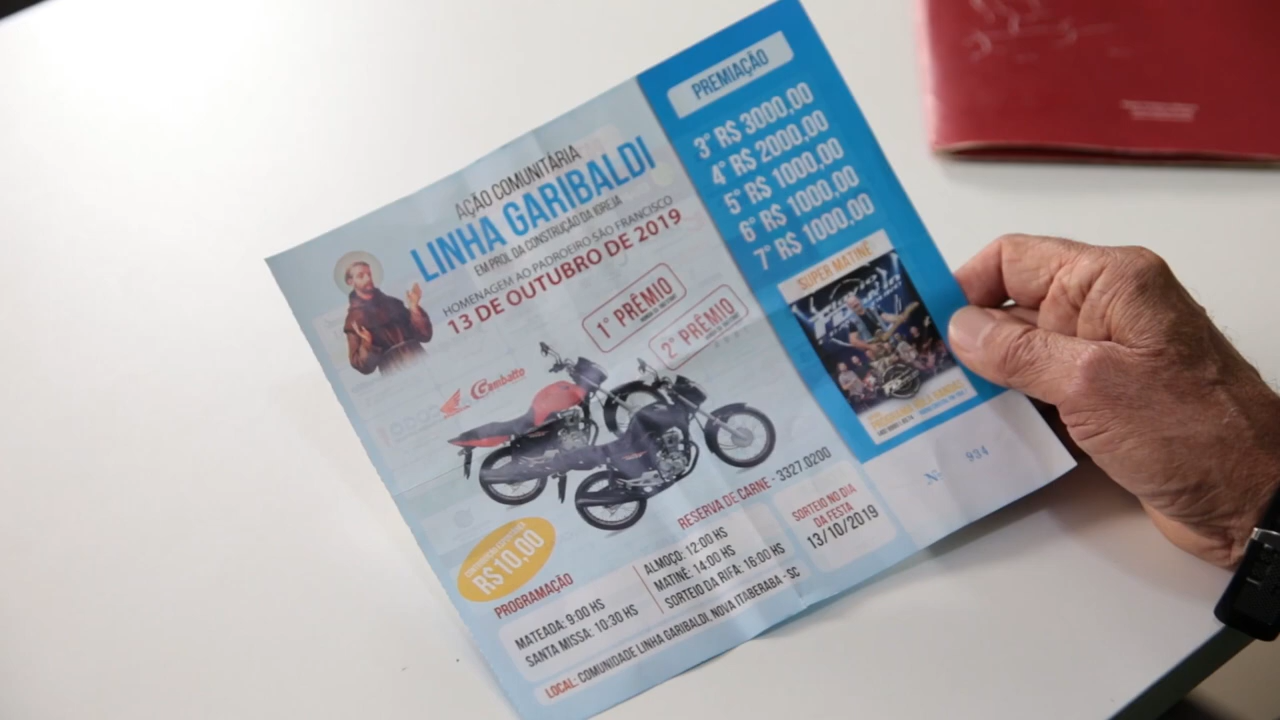 AÇÃO COMUNITÁRIA
LINHA GARIBALDI
EM PROL DA CONSTRUÇÃO DA IGREJA
HOMENAGEM AO PADROEIRO SÃO FRANCISCO
13 DE OUTUBRO DE 2019
1° PRÊMIO
2° PRÊMIO
Gambatto
RESERVA DE CARNE - 3327.0200
R$ 10,00
PROGRAMAÇÃO
MATEADA: 9:00 HS
SANTA MISSA: 10:30 HS
ALMOÇO: 12:00 HS
MATINÊ: 14:00 HS
SORTEIO DA RIFA: 16:00 HS
LOCAL: COMUNIDADE LINHA GARIBALDI, NOVA ITABERABA - SC
SORTEIO NO DIA
DA FESTA
13/10/2019
PREMIAÇÃO
3° R$ 3000,00
4° R$ 2000,00
5° R$ 1000,00
6° R$ 1000,00
7° R$ 1000,00
SUPER MATINÊ
Nº 934